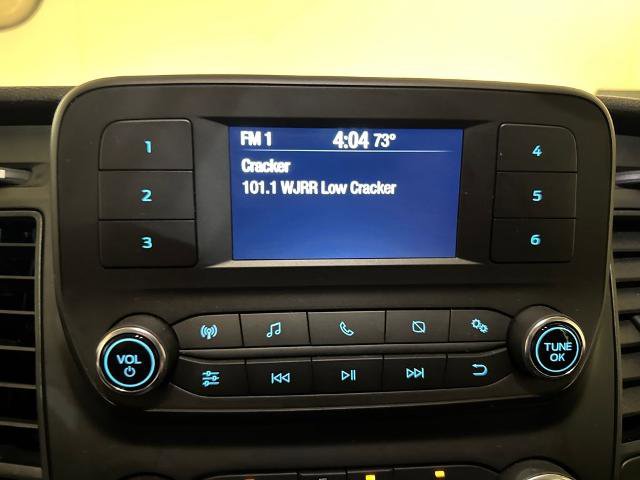 FM 1 4:04 73°
Cracker
101.1 WJRR Low Cracker
1
2
3
4
5
6
VOL
TUNE
OK